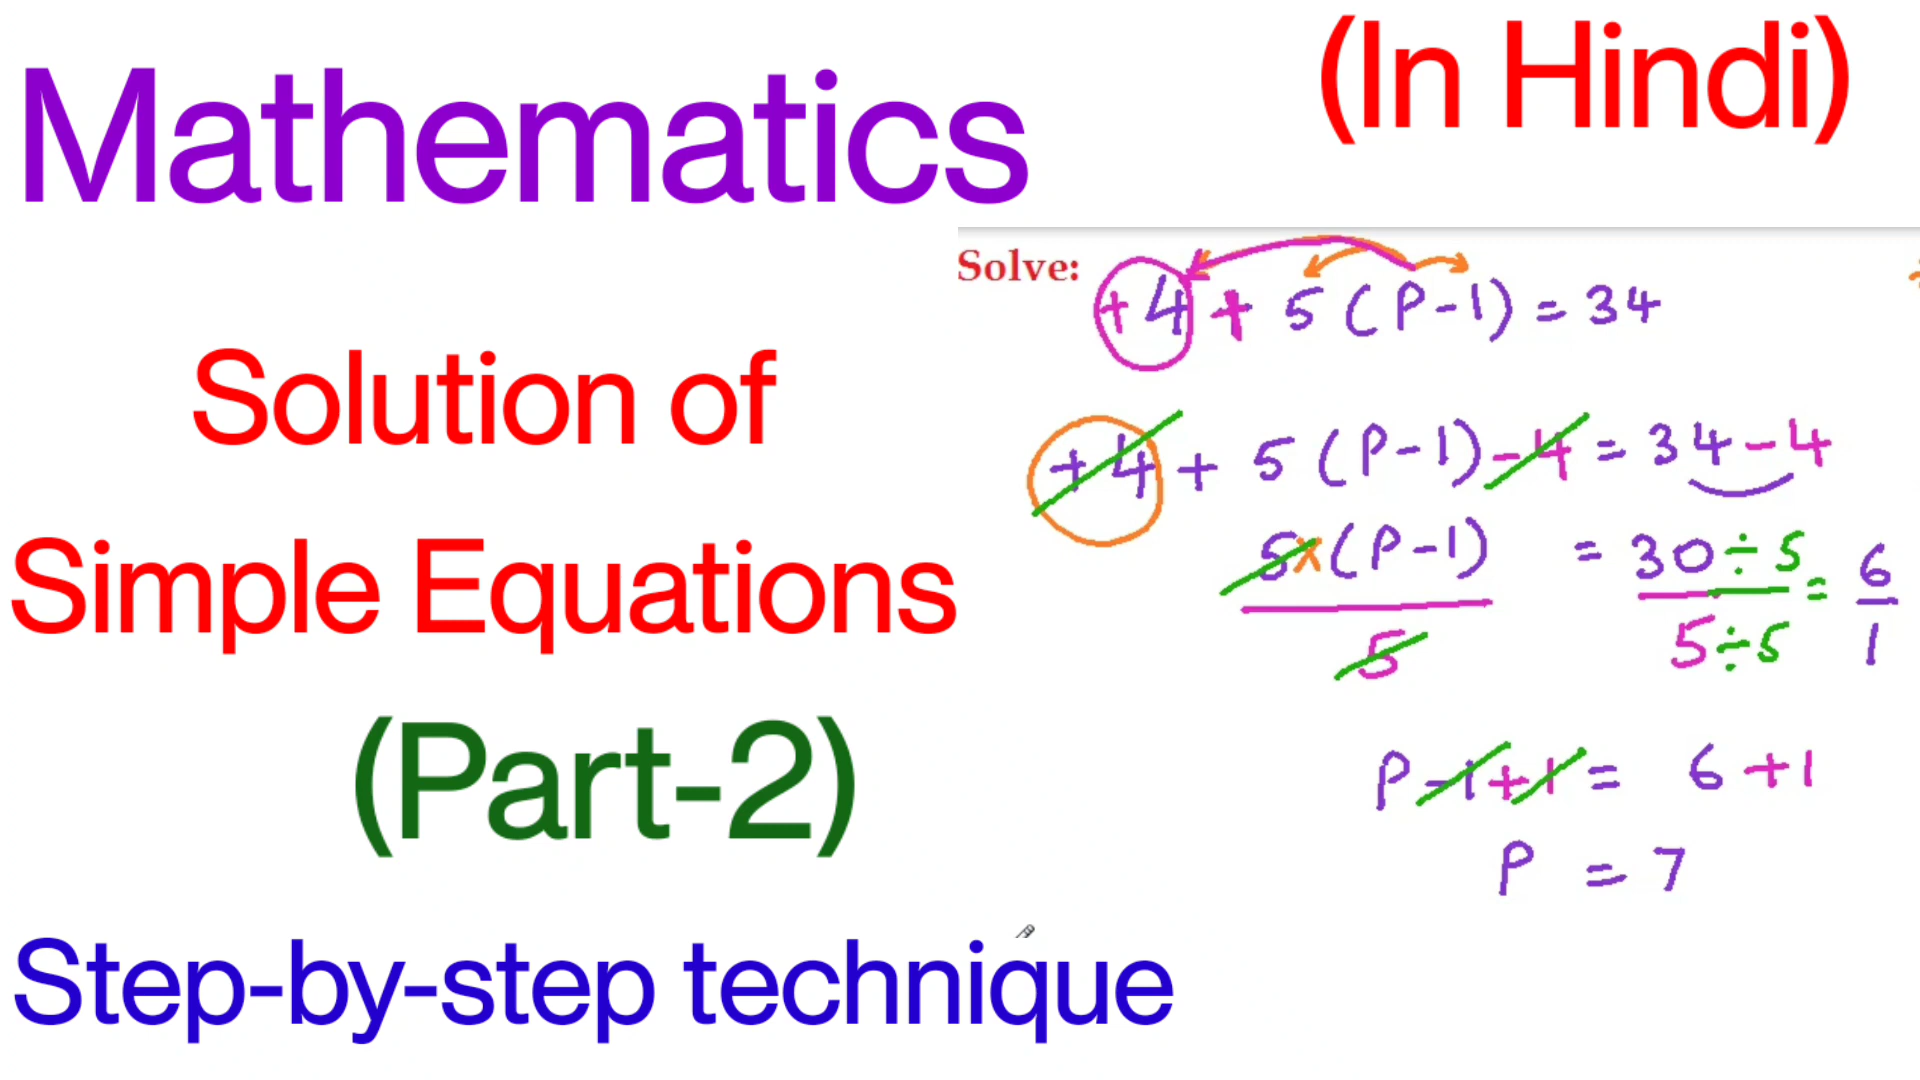 Mathematics
(In Hindi)
Solution of
Simple Equations
(Part-2)
Step-by-step technique
Solve: +4 + 5 (P-1) = 34
+4 + 5 (P-1) -4 = 34 -4
5x(P-1) = 30÷5 = 6
5 5÷5 1
P-1+1 = 6+1
P = 7